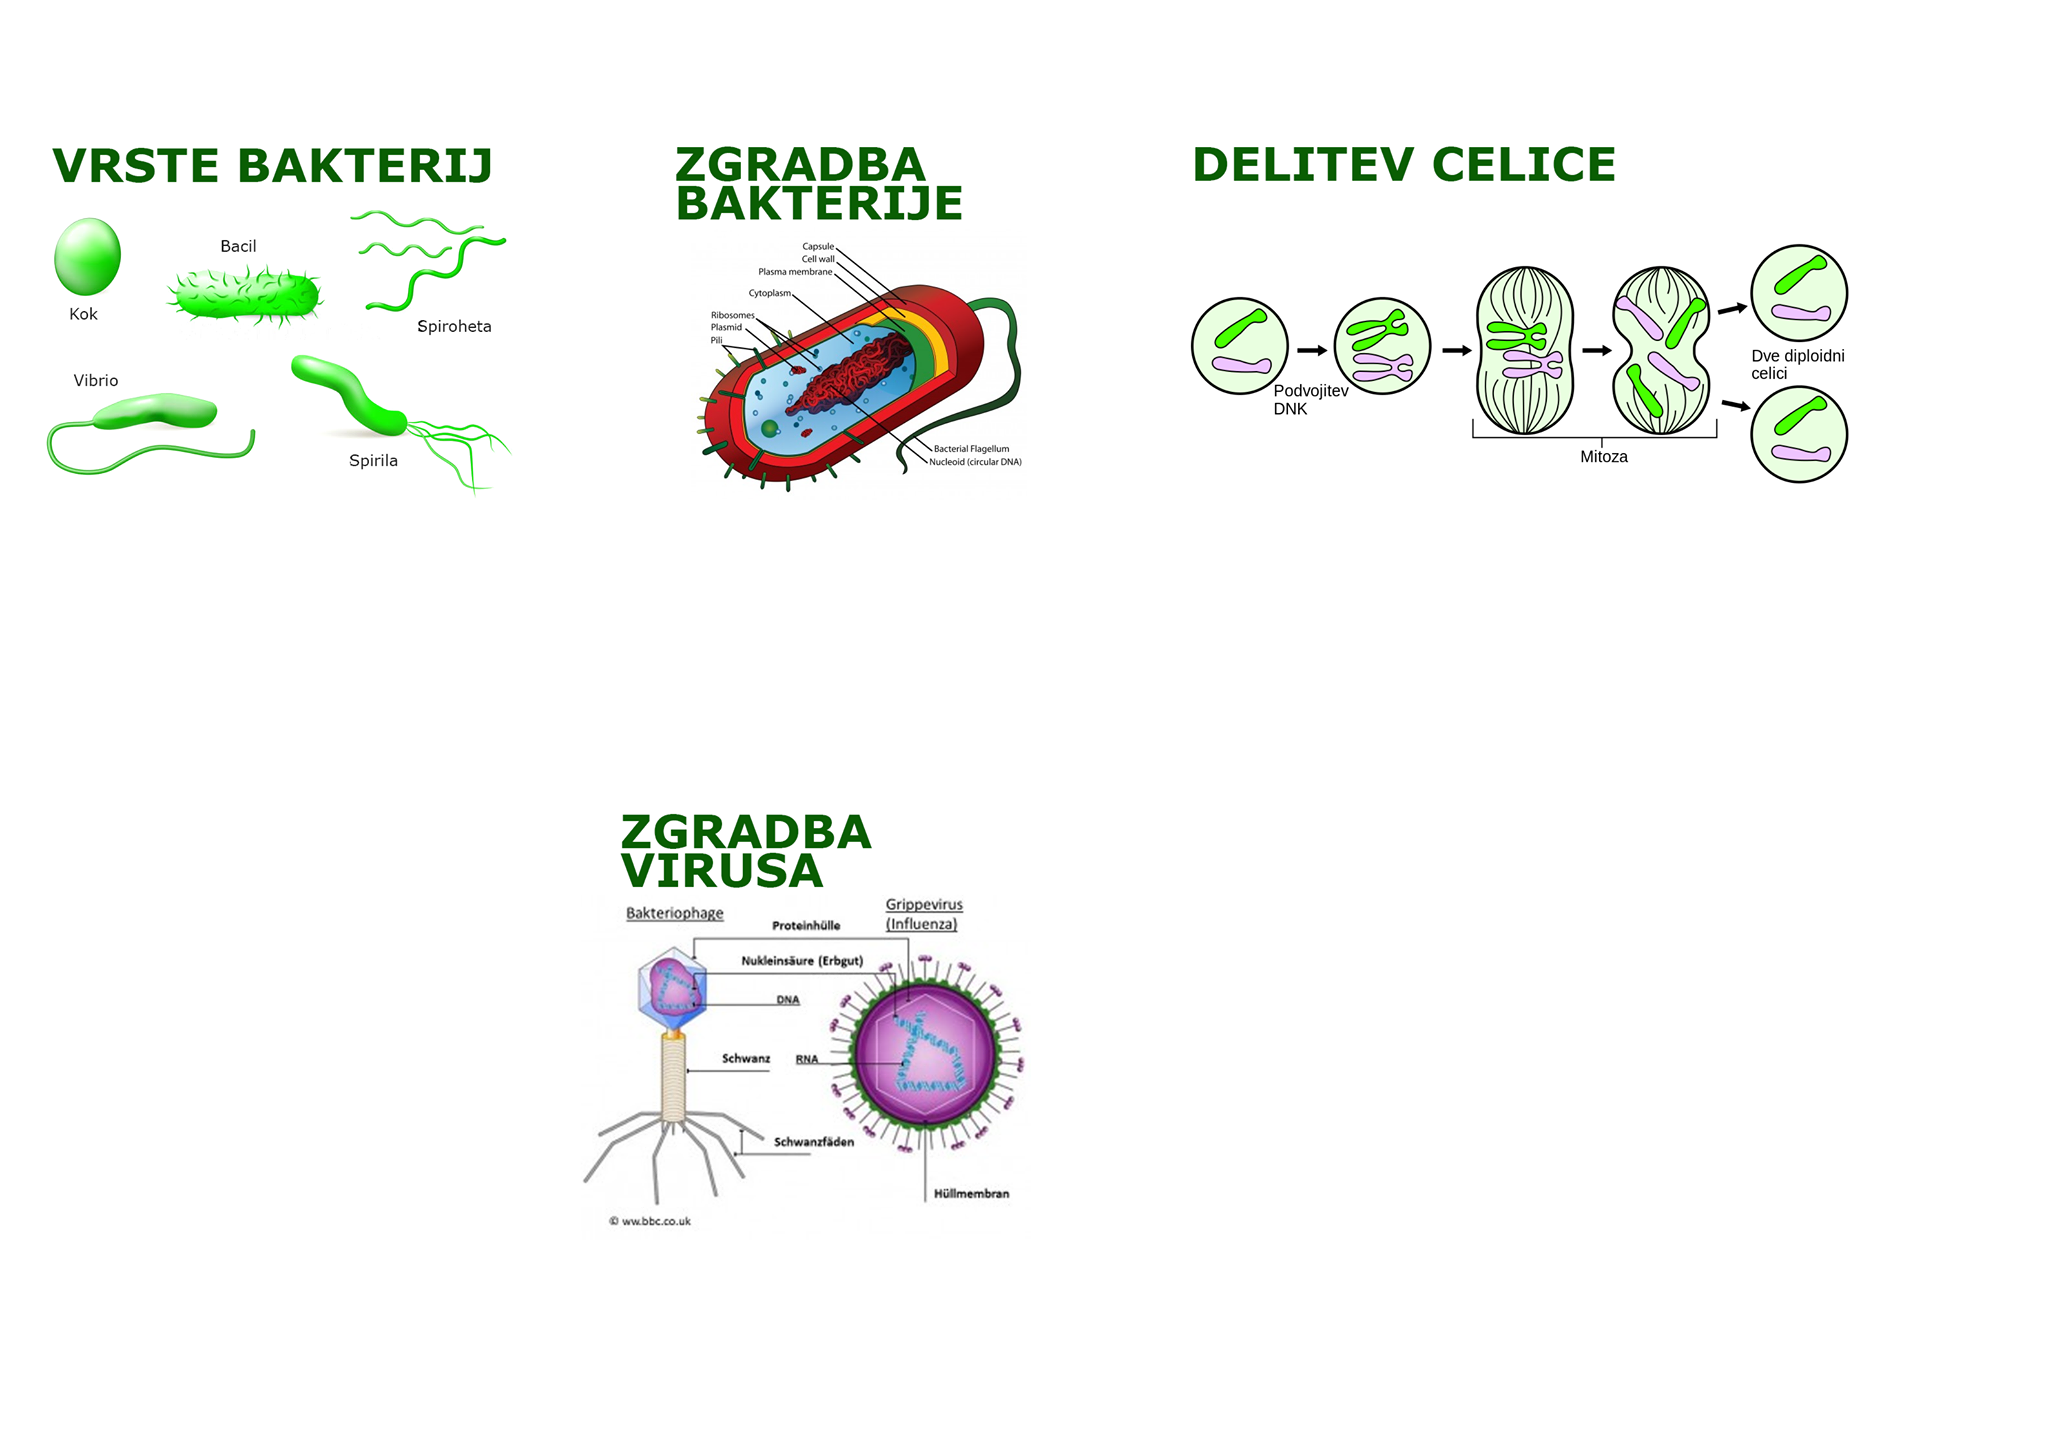 VRSTE BAKTERIJ
Kok
Bacil
Spiroheta
Vibrio
Spirila
ZGRADBA
BAKTERIJE
Capsule
Cell wall
Plasma membrane
Cytoplasm
Ribosomes
Plasmid
Pili
Bacterial Flagellum
Nucleoid (circular DNA)
DELITEV CELICE
Podvojitev
DNK
Mitoza
Dve diploidni
celici
ZGRADBA
VIRUSA
Bakteriophage
Grippevirus
(Influenza)
Proteinhülle
Nukleinsäure (Erbgut)
DNA
Schwanz
RNA
Schwanzfäden
Hüllmembran
© ww.bbc.co.uk